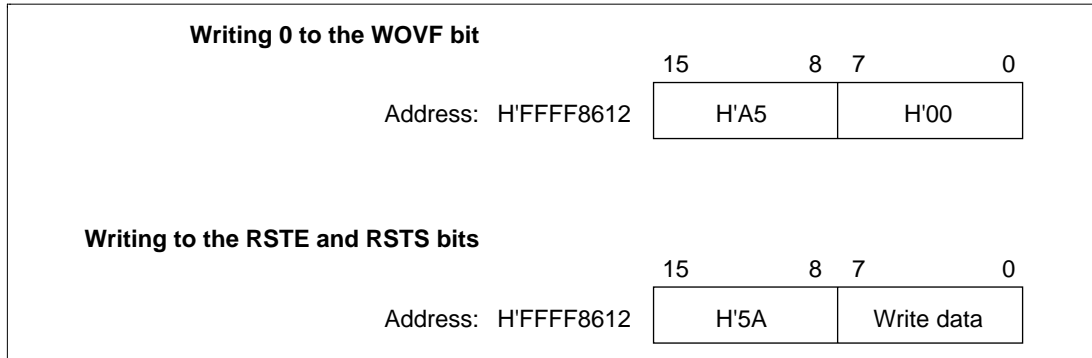 Writing 0 to the WOVF bit
15 8 7 0
Address: H'FFFF8612 H'A5 H'00
Writing to the RSTE and RSTS bits
15 8 7 0
Address: H'FFFF8612 H'5A Write data